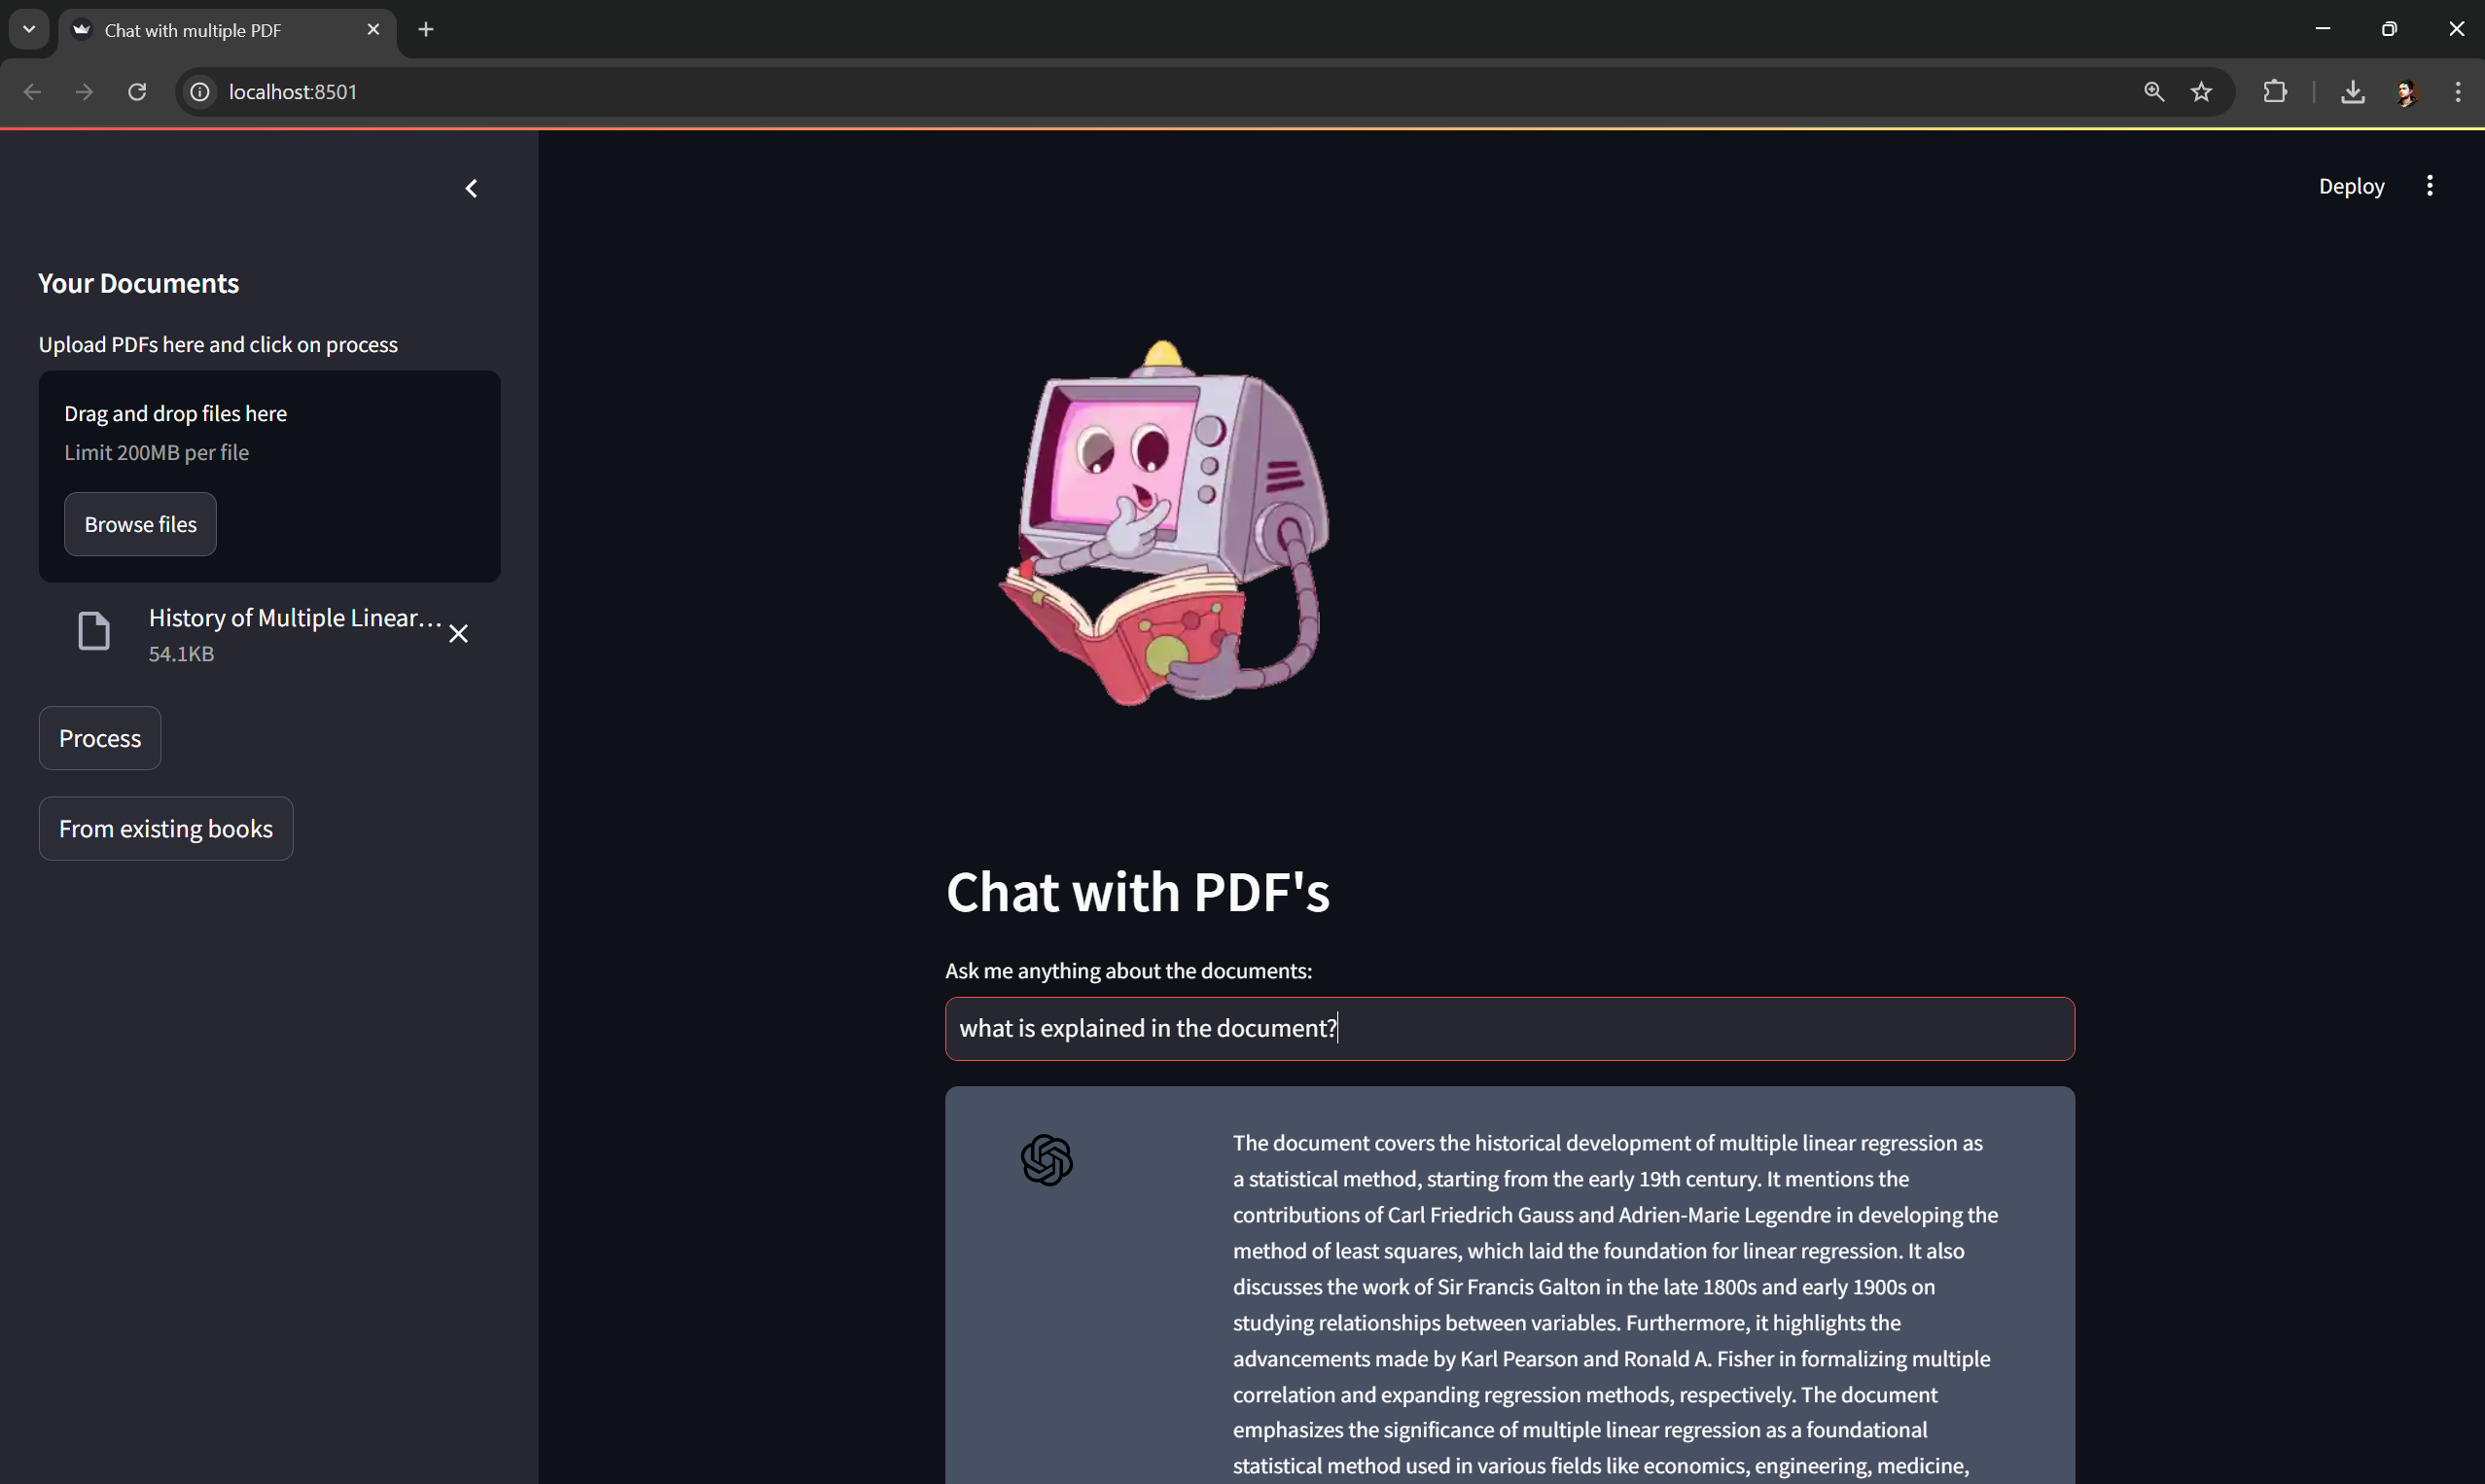 Chat with multiple PDF
localhost:8501
Deploy
Your Documents
Upload PDFs here and click on process
Drag and drop files here
Limit 200MB per file
Browse files
History of Multiple Linear...
54.1KB
Process
From existing books
Chat with PDF's
Ask me anything about the documents:
what is explained in the document?
The document covers the historical development of multiple linear regression as
a statistical method, starting from the early 19th century. It mentions the
contributions of Carl Friedrich Gauss and Adrien-Marie Legendre in developing the
method of least squares, which laid the foundation for linear regression. It also
discusses the work of Sir Francis Galton in the late 1800s and early 1900s on
studying relationships between variables. Furthermore, it highlights the
advancements made by Karl Pearson and Ronald A. Fisher in formalizing multiple
correlation and expanding regression methods, respectively. The document
emphasizes the significance of multiple linear regression as a foundational
statistical method used in various fields like economics, engineering, medicine,